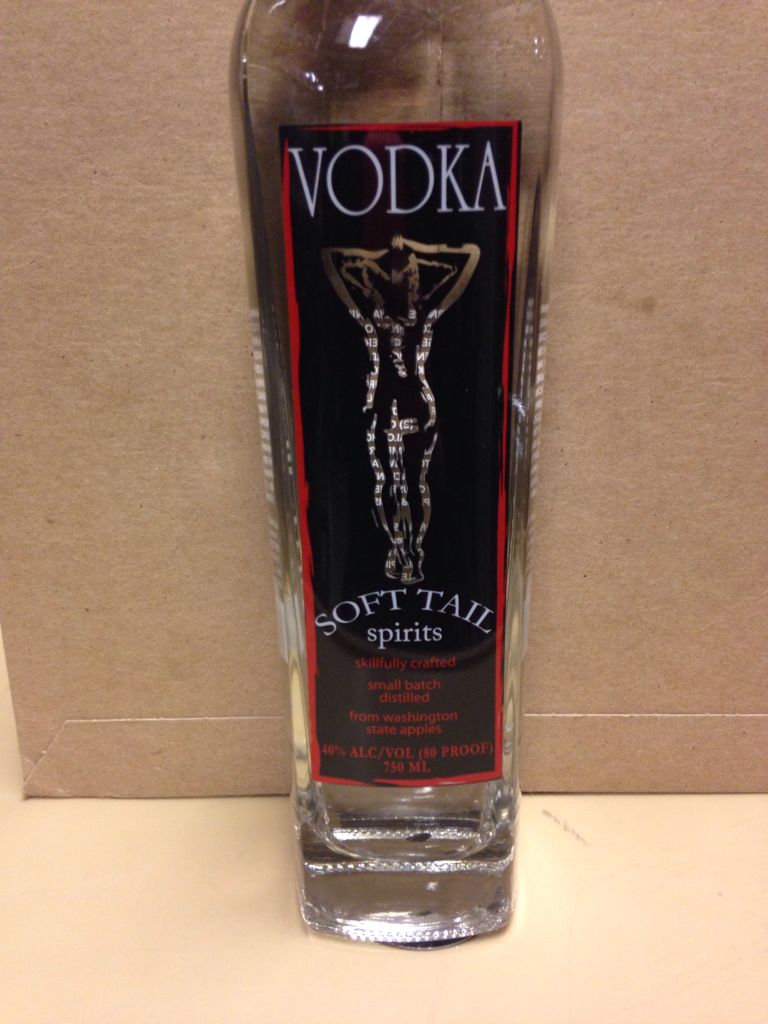 VODKA
SOFT TAIL
spirits
skillfully crafted
small batch
distilled
from washington
state apples
40% ALC/VOL (80 PROOF)
750 ML